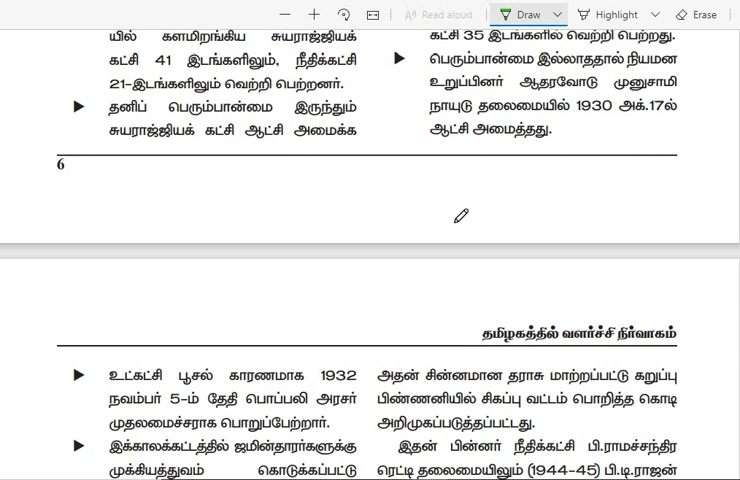 Read aloud
Draw
Highlight
Erase
யில் களமிறங்கிய சுயராஜ்ஜியக்
கட்சி 41 இடங்களிலும், நீதிக்கட்சி
21-இடங்களிலும் வெற்றி பெற்றனர்.
தனிப் பெரும்பான்மை இருந்தும்
சுயராஜ்ஜியக் கட்சி ஆட்சி அமைக்க
கட்சி 35 இடங்களில் வெற்றி பெற்றது.
பெரும்பான்மை இல்லாததால் நியமன
உறுப்பினர் ஆதரவோடு முனுசாமி
நாயுடு தலைமையில் 1930 அக்.17ல்
ஆட்சி அமைத்தது.
6
தமிழகத்தில் வளர்ச்சி நிர்வாகம்
உட்கட்சி பூசல் காரணமாக 1932
நவம்பர் 5-ம் தேதி பொப்பலி அரசர்
முதலமைச்சராக பொறுப்பேற்றார்.
இக்காலகட்டத்தில் ஜமின்தார்களுக்கு
முக்கியத்துவம் கொடுக்கப்பட்டு
அதன் சின்னமான தராசு மாற்றப்பட்டு கறுப்பு
பிண்ணனியில் சிகப்பு வட்டம் பொறித்த கொடி
அறிமுகப்படுத்தப்பட்டது.
இதன் பின்னர் நீதிக்கட்சி பி.ராமச்சந்திர
ரெட்டி தலைமையிலும் (1944-45) பி.டி.ராஜன்